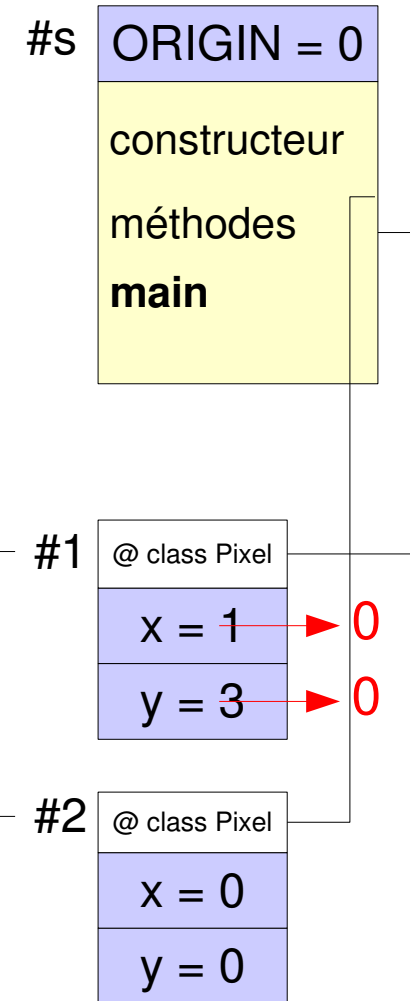 #s ORIGIN = 0
constructeur
méthodes
main
#1 @ class Pixel
x = 1 0
y = 3 0
#2 @ class Pixel
x = 0
y = 0